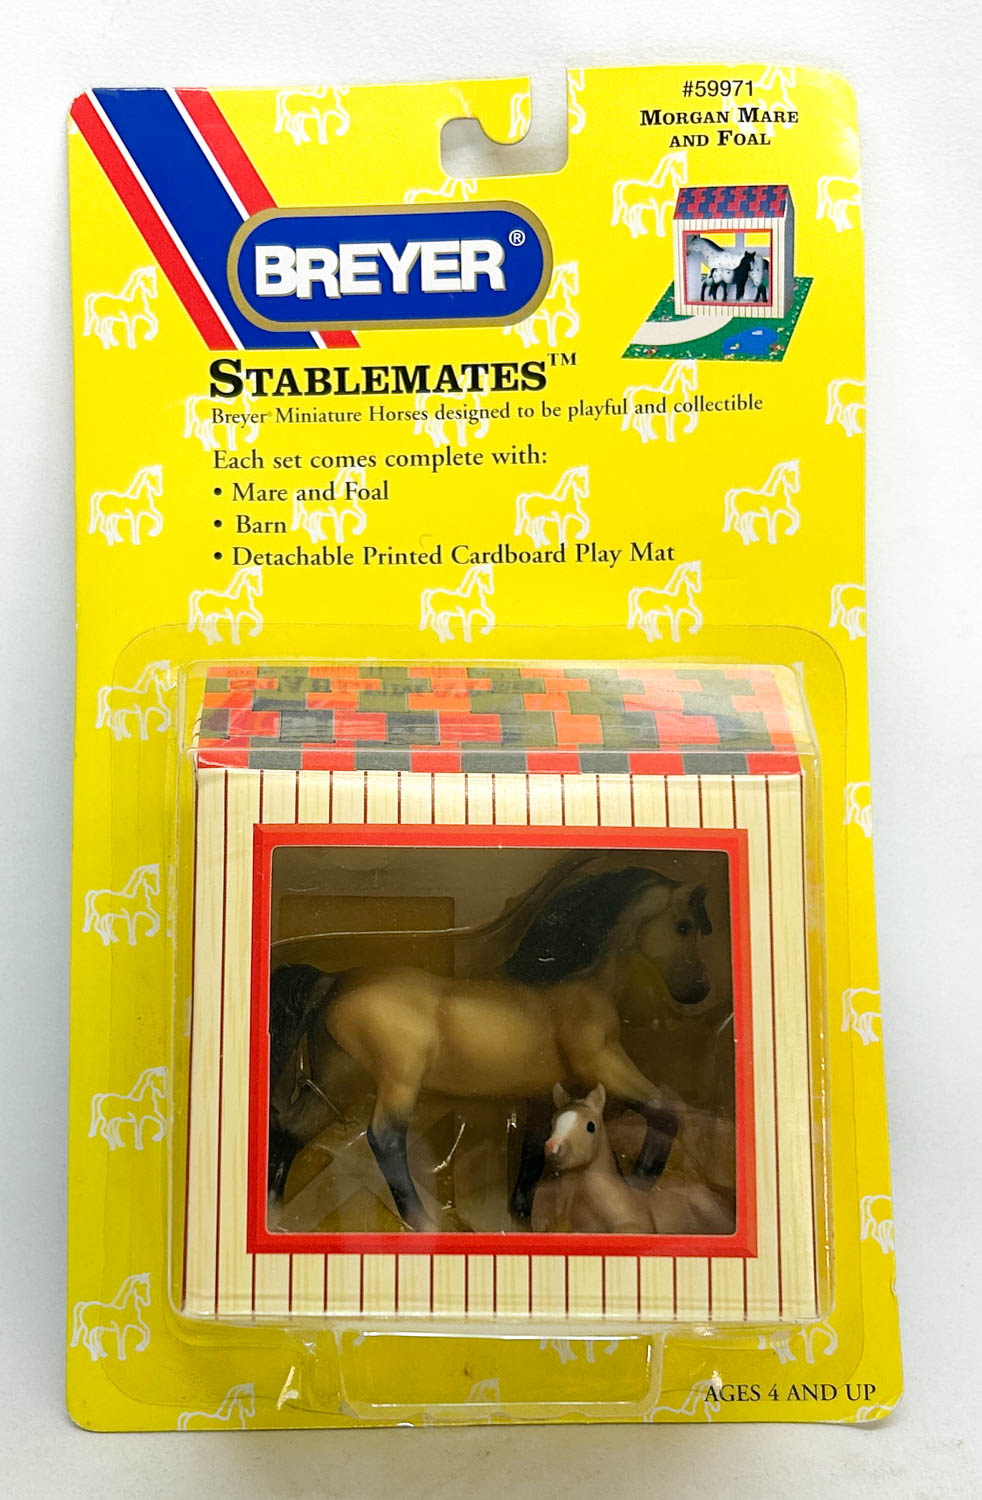 #59971
MORGAN MARE
AND FOAL
BREYER®
STABLEMATES™
Breyer® Miniature Horses designed to be playful and collectible
Each set comes complete with:
• Mare and Foal
• Barn
• Detachable Printed Cardboard Play Mat
AGES 4 AND UP